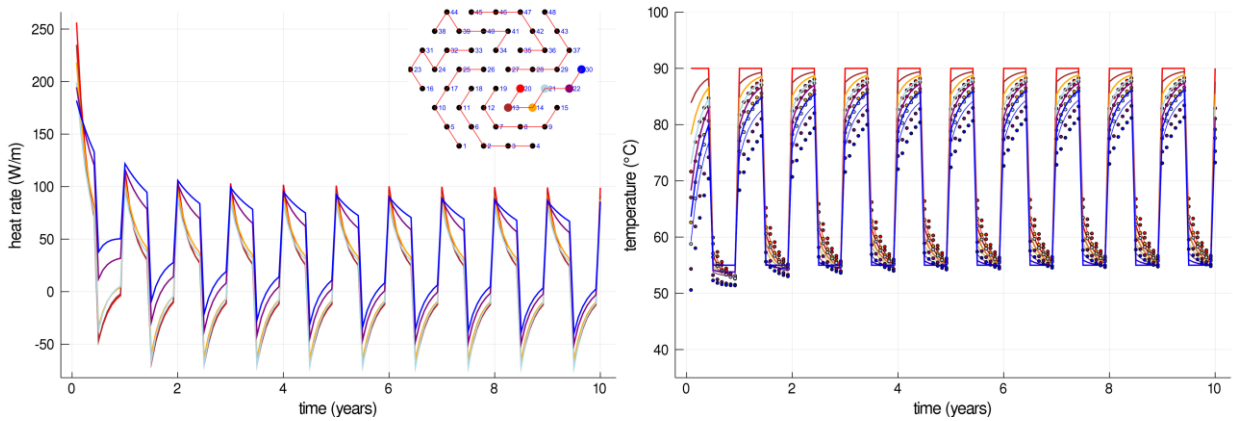 250
200
150
100
50
0
-50
heat rate (W/m)
0 2 4 6 8 10
time (years)
44 45 46 47 48
38 39 40 41 42 43
31 32 33 34 35 36 37
23 24 25 26 27 28 29 30
16 17 18 19 20 21 22
10 11 12 13 14 15
5 6 7 8 9
1 2 3 4
100
90
80
70
60
50
40
temperature (°C)
0 2 4 6 8 10
time (years)